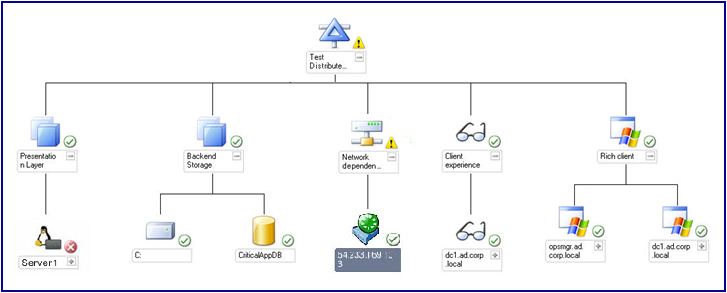 Test
Distribute...
Presentatio
n Layer
Backend
Storage
Network
dependen...
Client
experience
Rich client
Server1
C:
CriticalAppDB
dc1.ad.corp
.local
opsmgr.ad.
corp.local
dc1.ad.corp
.local